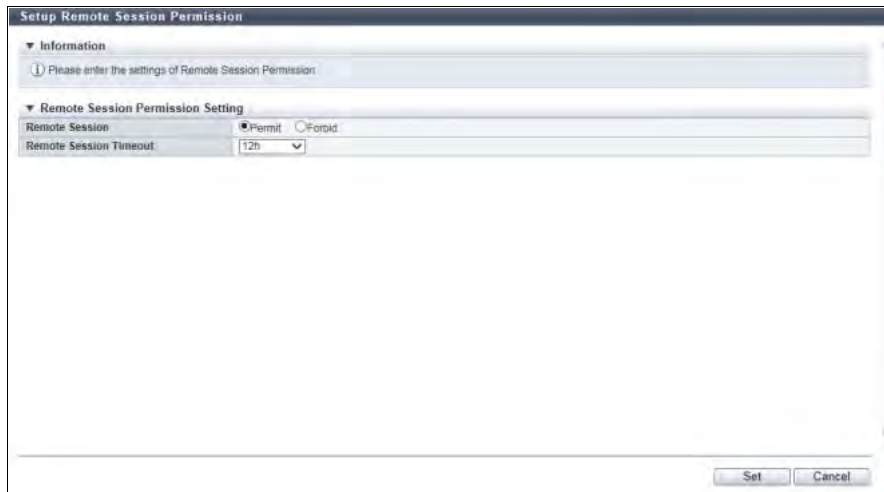 Setup Remote Session Permission
Information
Please enter the settings of Remote Session Permission
Remote Session Permission Setting
Remote Session Permit Forbid
Remote Session Timeout 12h
Set Cancel